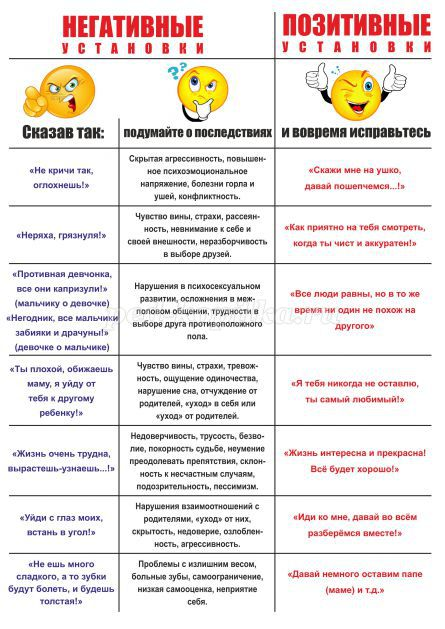 НЕГАТИВНЫЕ
УСТАНОВКИ
ПОЗИТИВНЫЕ
УСТАНОВКИ
Сказав так:
подумайте о последствиях
и вовремя исправьтесь
«Не кричи так,
оглохнешь!»
Скрытая агрессивность, повышен-
ное психоэмоциональное
напряжение, болезни горла и
ушей, конфликтность.
«Скажи мне на ушко,
давай пошепчемся...!»
«Неряха, грязнуля!»
Чувство вины, страхи, рассеян-
ность, невнимание к себе и
своей внешности, неразборчивость
в выборе друзей.
«Как приятно на тебя смотреть,
когда ты чист и аккуратен!»
«Противная девчонка,
все они капризули!»
(мальчику о девочке)
«Негодник, все мальчики
забияки и драчуны!»
(девочке о мальчике)
Нарушения в психосексуальном
развитии, осложнения в меж-
половом общении, трудности в
выборе друга противоположного
пола.
«Все люди равны, но в то же
время ни один не похож на
другого»
«Ты плохой, обижаешь
маму, я уйду от
тебя к другому
ребенку!»
Чувство вины, страхи, тревож-
ность, ощущение одиночества,
нарушение сна, отчуждение от
родителей, «уход» в себя или
«уход» от родителей.
«Я тебя никогда не оставлю,
ты самый любимый!»
«Жизнь очень трудна,
вырастешь-узнаешь...!»
Недоверчивость, трусость, безво-
лие, покорность судьбе, неумение
преодолевать препятствия, склон-
ность к несчастным случаям,
подозрительность, пессимизм.
«Жизнь интересна и прекрасна!
Всё будет хорошо!»
«Уйди с глаз моих,
встань в угол!»
Нарушения взаимоотношений с
родителями, «уход» от них,
скрытость, недоверие, озлоблен-
ность, агрессивность.
«Иди ко мне, давай во всём
разберёмся вместе!»
«Не ешь много
сладкого, а то зубки
будут болеть, и будешь
толстая!»
Проблемы с излишним весом,
больные зубы, самоограничение,
низкая самооценка, неприятие
себя.
«Давай немного оставим папе
(маме) и т.д.»